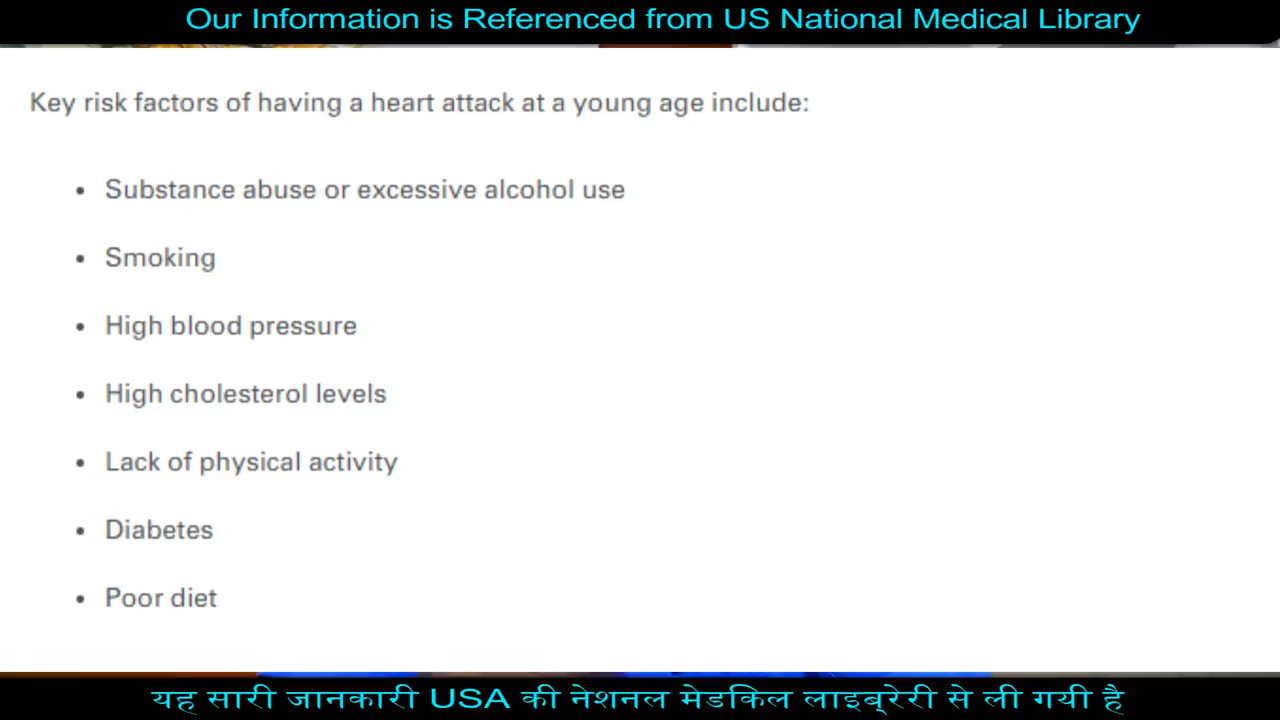 Our Information is Referenced from US National Medical Library
Key risk factors of having a heart attack at a young age include:
• Substance abuse or excessive alcohol use
• Smoking
• High blood pressure
• High cholesterol levels
• Lack of physical activity
• Diabetes
• Poor diet
यह सारी जानकारी USA की नेशनल मेडकिल लाइब्रेरी से ली गयी है